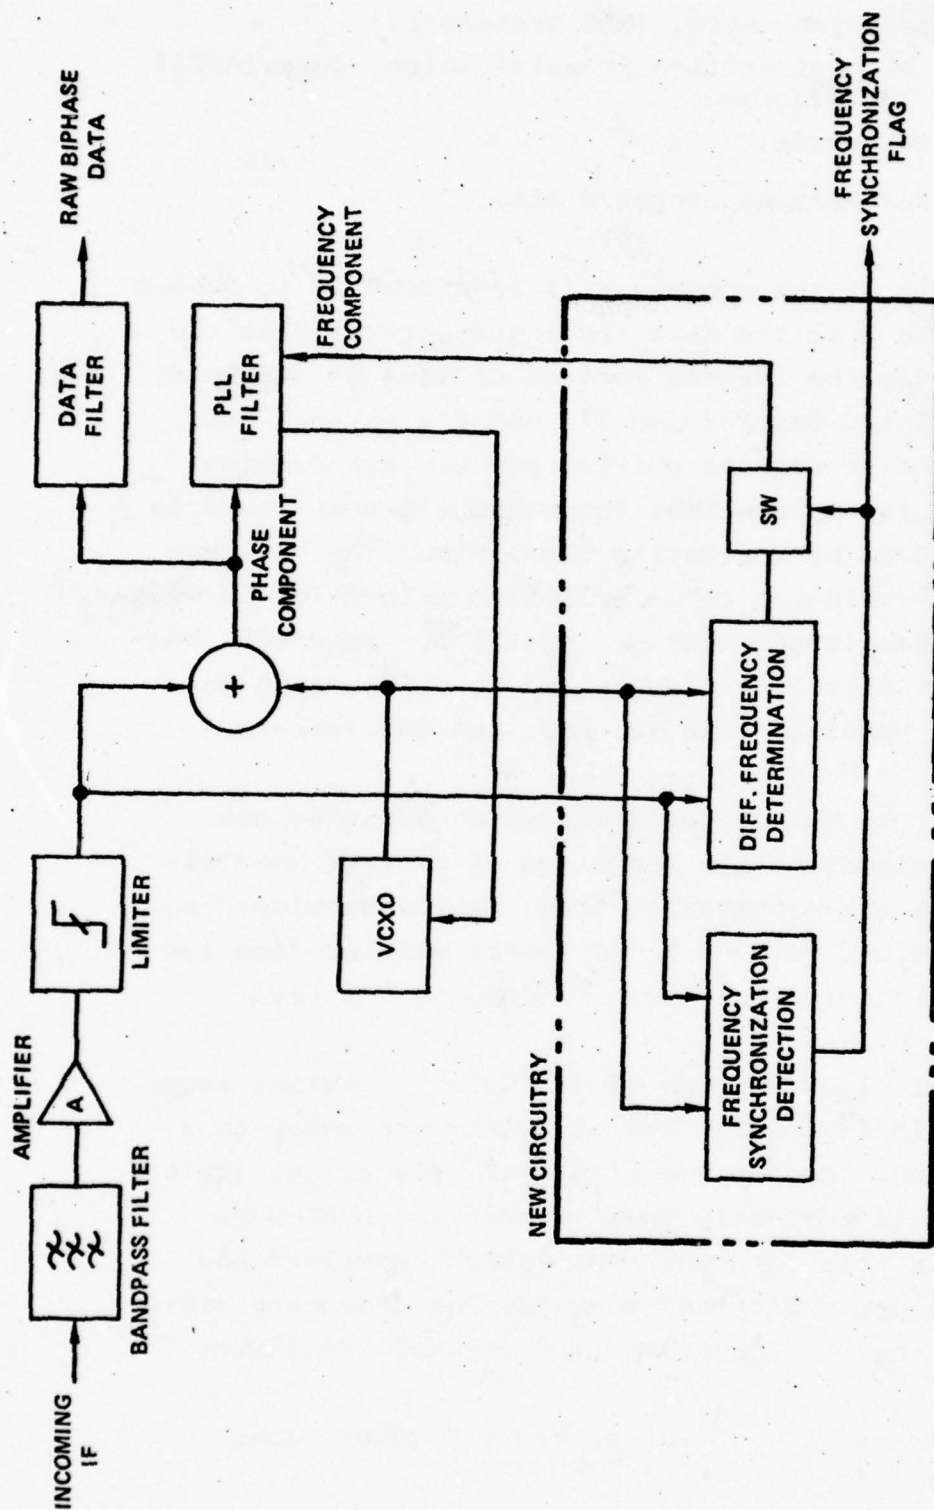 INCOMING
IF
BANDPASS FILTER
AMPLIFIER
A
LIMITER
VCXO
+
PHASE
COMPONENT
DATA
FILTER
RAW BIPHASE
DATA
PLL
FILTER
FREQUENCY
COMPONENT
NEW CIRCUITRY
FREQUENCY
SYNCHRONIZATION
DETECTION
DIFF. FREQUENCY
DETERMINATION
SW
FREQUENCY
SYNCHRONIZATION
FLAG